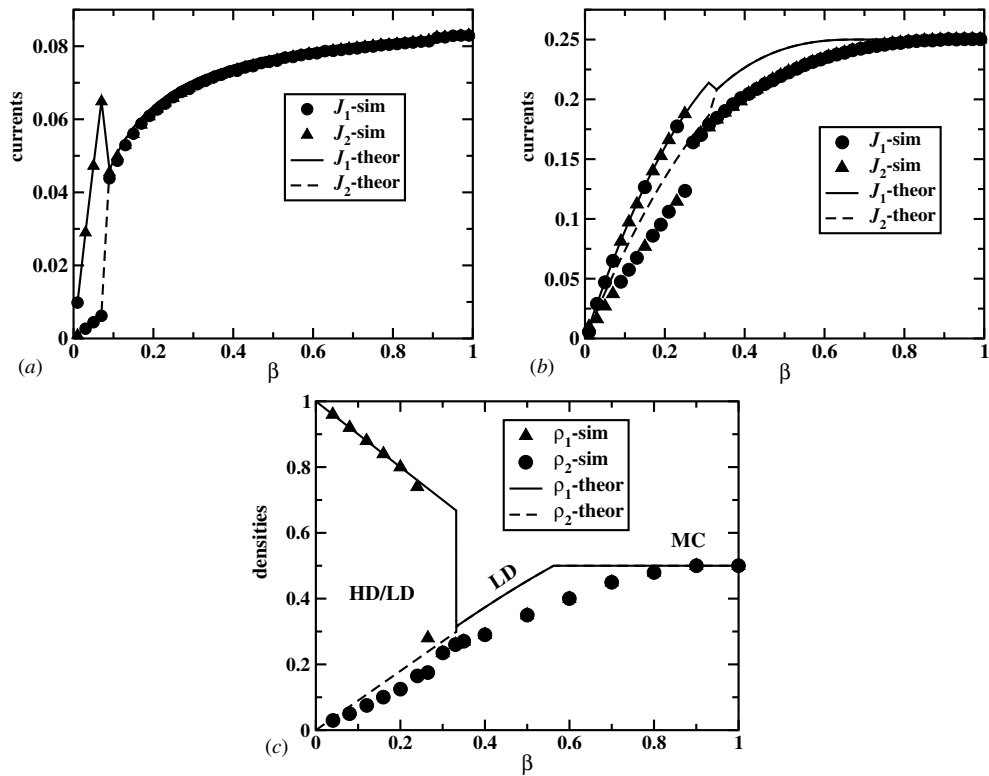 0.08
0.06
0.04
0.02
0
currents
J1-sim
J2-sim
J1-theor
J2-theor
0 0.2 0.4 0.6 0.8 1
(a) β
0.25
0.20
0.15
0.10
0.05
0
currents
J1-sim
J2-sim
J1-theor
J2-theor
0 0.2 0.4 0.6 0.8 1
(b) β
1
0.8
0.6
0.4
0.2
0
densities
ρ1-sim
ρ2-sim
ρ1-theor
ρ2-theor
MC
LD
HD/LD
0 0.2 0.4 0.6 0.8 1
(c) β